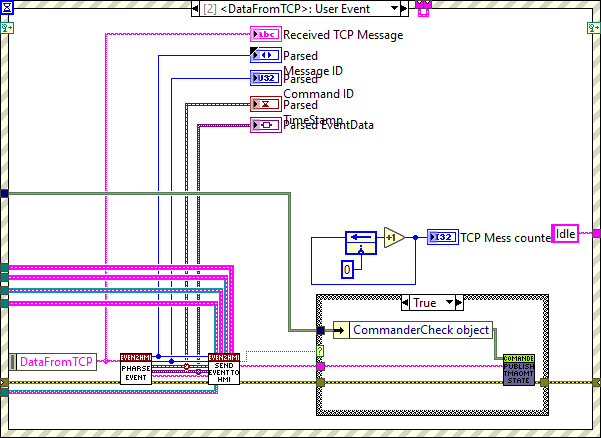 [2] <DataFromTCP>: User Event
abc Received TCP Message
Parsed
Message ID
U32 Parsed
Command ID
Parsed
TimeStamp
Parsed EventData
+1
I32 TCP Mess counte
Idle
0
True
CommanderCheck object
?
DataFromTCP
EVEN2HMI
PHARSE
EVENT
EVEN2HMI
SEND
EVENT TO
HMI
COMANDE
PUBLISH
TMAOMT
STATE